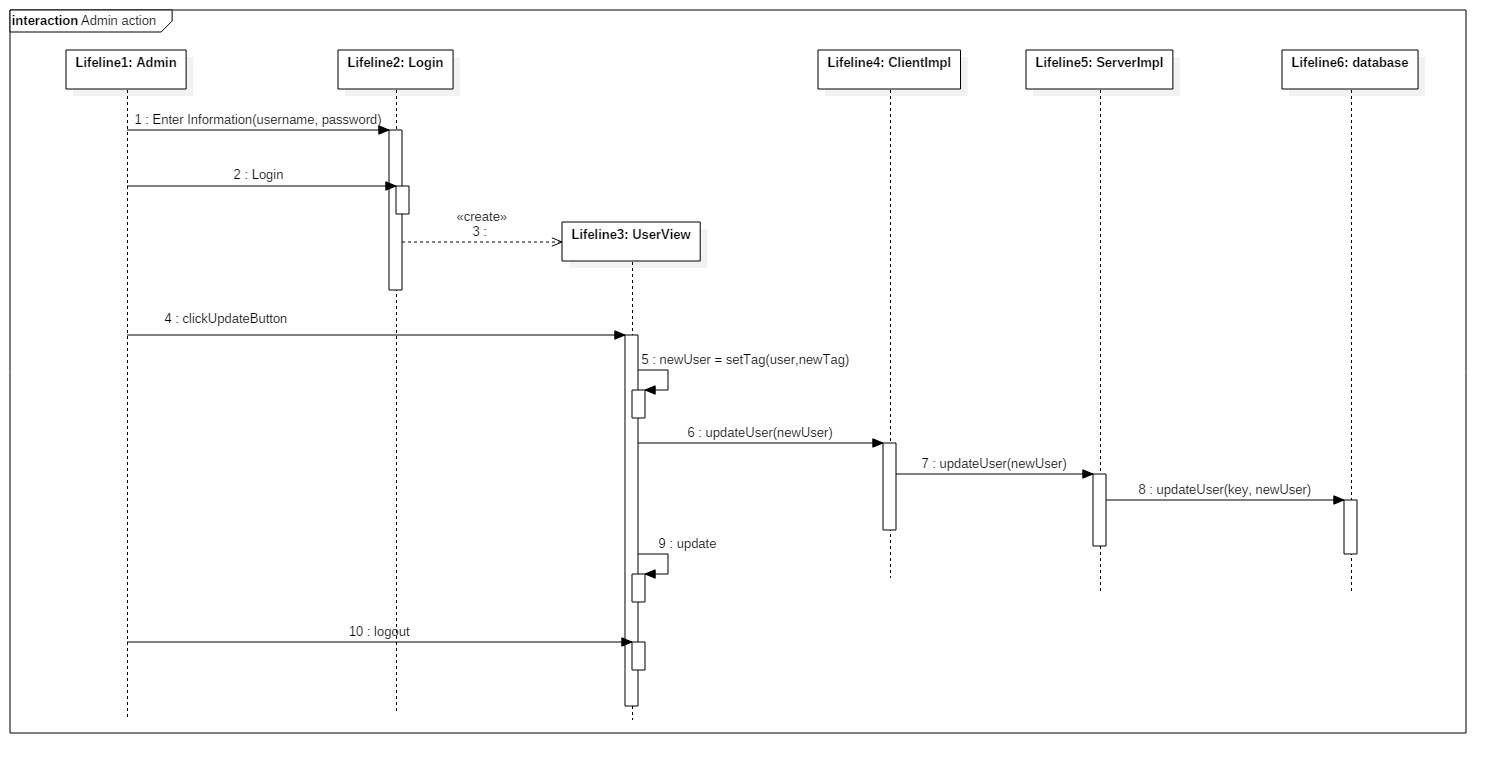 interaction Admin action
Lifeline1: Admin
Lifeline2: Login
Lifeline4: ClientImpl
Lifeline5: ServerImpl
Lifeline6: database
1 : Enter Information(username, password)
2 : Login
«create»
3 :
Lifeline3: UserView
4 : clickUpdateButton
5 : newUser = setTag(user,newTag)
6 : updateUser(newUser)
7 : updateUser(newUser)
8 : updateUser(key, newUser)
9 : update
10 : logout